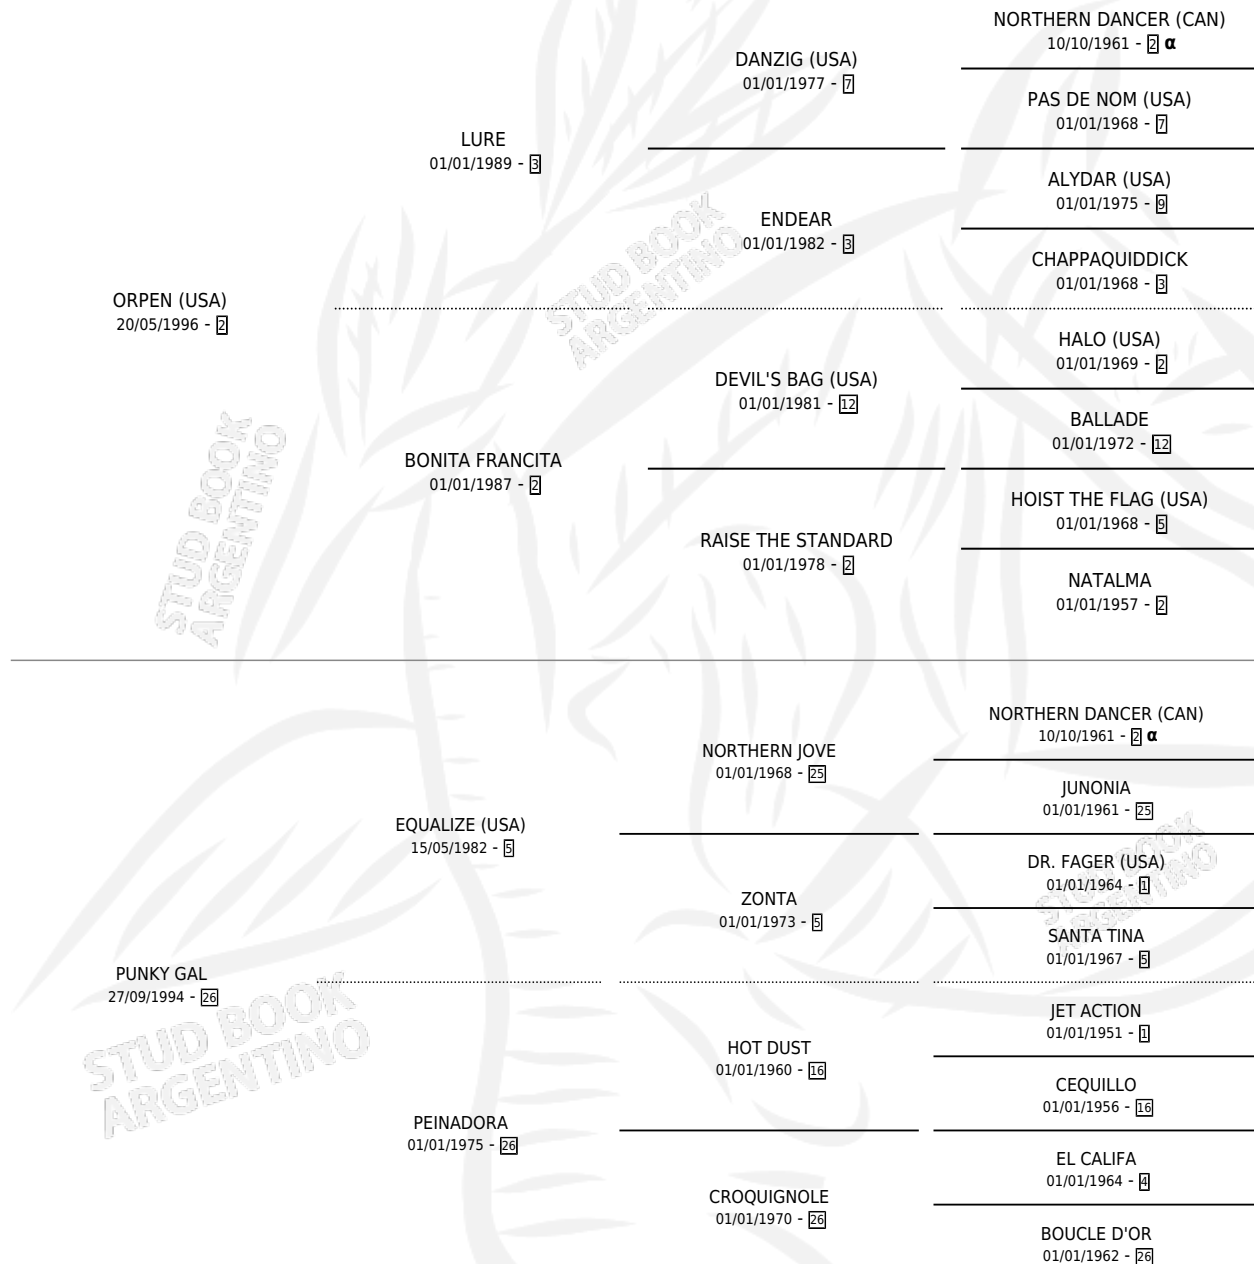 NORTHERN DANCER (CAN)
10/10/1961 - 2 α
DANZIG (USA)
01/01/1977 - 7
PAS DE NOM (USA)
01/01/1968 - 7
LURE
01/01/1989 - 3
ALYDAR (USA)
01/01/1975 - 9
ENDEAR
01/01/1982 - 3
CHAPPAQUIDDICK
01/01/1968 - 3
ORPEN (USA)
20/05/1996 - 2
STUD BOOK
ARGENTINO
HALO (USA)
01/01/1969 - 2
DEVIL'S BAG (USA)
01/01/1981 - 12
BALLADE
01/01/1972 - 12
BONITA FRANCITA
01/01/1987 - 2
HOIST THE FLAG (USA)
01/01/1968 - 5
RAISE THE STANDARD
01/01/1978 - 2
NATALMA
01/01/1957 - 2
STUD BOOK
ARGENTINO
NORTHERN DANCER (CAN)
10/10/1961 - 2 α
NORTHERN JOVE
01/01/1968 - 25
JUNONIA
01/01/1961 - 25
EQUALIZE (USA)
15/05/1982 - 5
DR. FAGER (USA)
01/01/1964 - 1
ZONTA
01/01/1973 - 5
SANTA TINA
01/01/1967 - 5
STUD BOOK
ARGENTINO
PUNKY GAL
27/09/1994 - 26
STUD BOOK
ARGENTINO
JET ACTION
01/01/1951 - 1
HOT DUST
01/01/1960 - 16
CEQUILLO
01/01/1956 - 16
PEINADORA
01/01/1975 - 26
EL CALIFA
01/01/1964 - 4
CROQUIGNOLE
01/01/1970 - 26
BOUCLE D'OR
01/01/1962 - 26